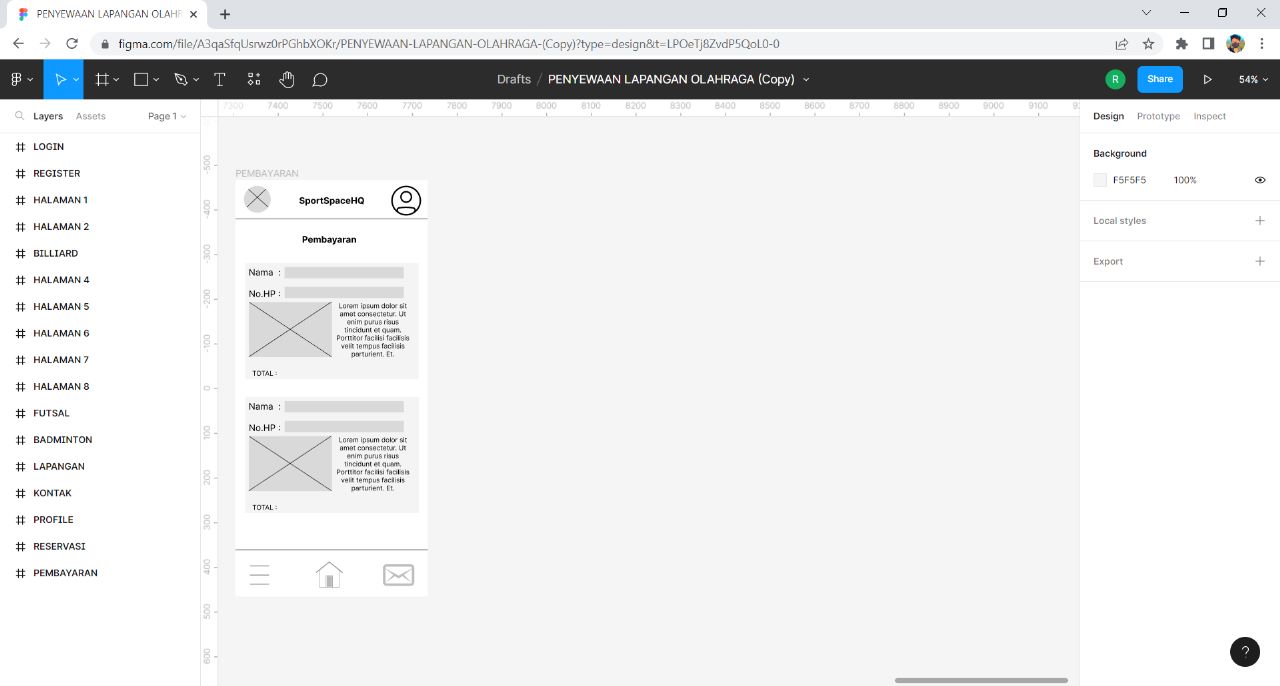 PENYEWAAN LAPANGAN OLAHR
figma.com/file/A3qaSfqUsrwz0rPGhbXOKr/PENYEWAAN-LAPANGAN-OLAHRAGA-(Copy)?type=design&t=LPOeTj8ZvdP5QoL0-0
Drafts / PENYEWAAN LAPANGAN OLAHRAGA (Copy)
R
Share
54%
Layers
Assets
Page 1
7300 7400 7500 7600 7700 7800 7900 8000 8100 8200 8300 8400 8500 8600 8700 8800 8900 9000 9100
Design
Prototype
Inspect
LOGIN
REGISTER
HALAMAN 1
HALAMAN 2
BILLIARD
HALAMAN 4
HALAMAN 5
HALAMAN 6
HALAMAN 7
HALAMAN 8
FUTSAL
BADMINTON
LAPANGAN
KONTAK
PROFILE
RESERVASI
PEMBAYARAN
-500
-400
-300
-200
-100
0
100
200
300
400
500
600
PEMBAYARAN
SportSpaceHQ
Pembayaran
Nama :
No.HP :
Lorem ipsum dolor sit
amet consectetur. Ut
enim purus risus
tincidunt et quam.
Porttitor facilisi facilisis
velit tempus facilisis
parturient. Et.
TOTAL :
Nama :
No.HP :
Lorem ipsum dolor sit
amet consectetur. Ut
enim purus risus
tincidunt et quam.
Porttitor facilisi facilisis
velit tempus facilisis
parturient. Et.
TOTAL :
Background
F5F5F5 100%
Local styles
Export
?